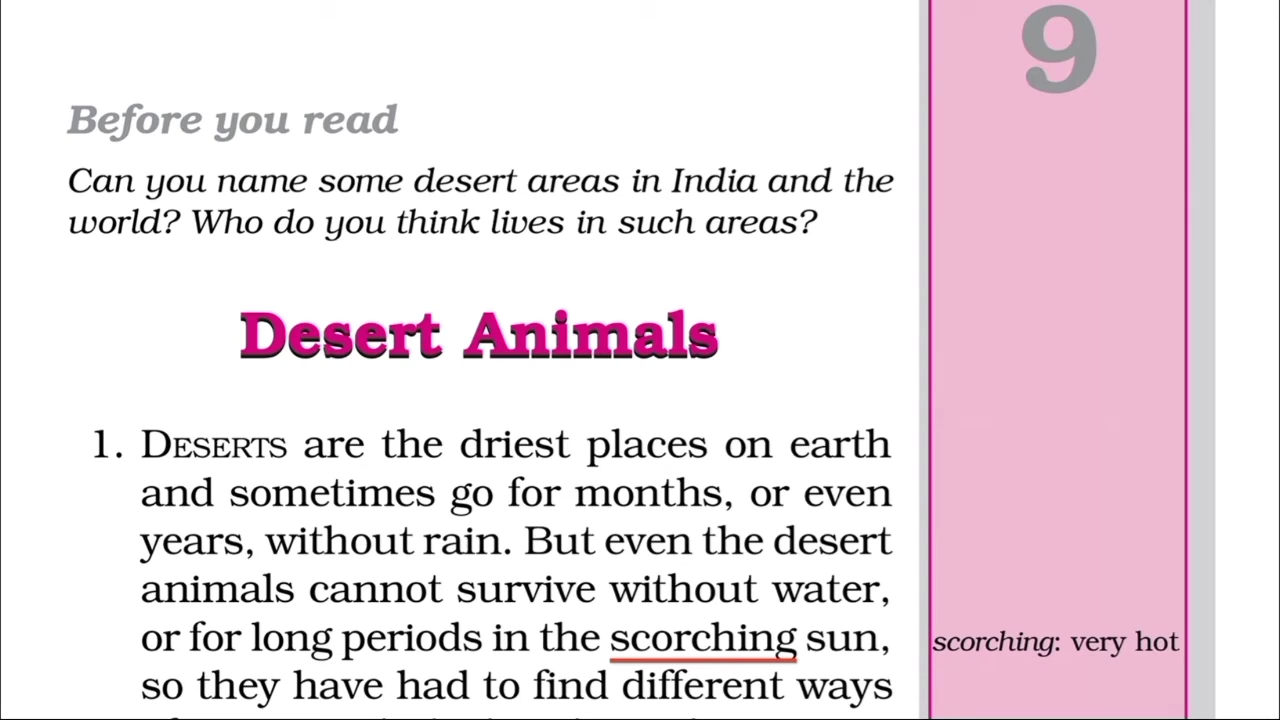 9
Before you read
Can you name some desert areas in India and the
world? Who do you think lives in such areas?
Desert Animals
1. DESERTS are the driest places on earth
and sometimes go for months, or even
years, without rain. But even the desert
animals cannot survive without water,
or for long periods in the scorching sun,
scorching: very hot
so they have had to find different ways